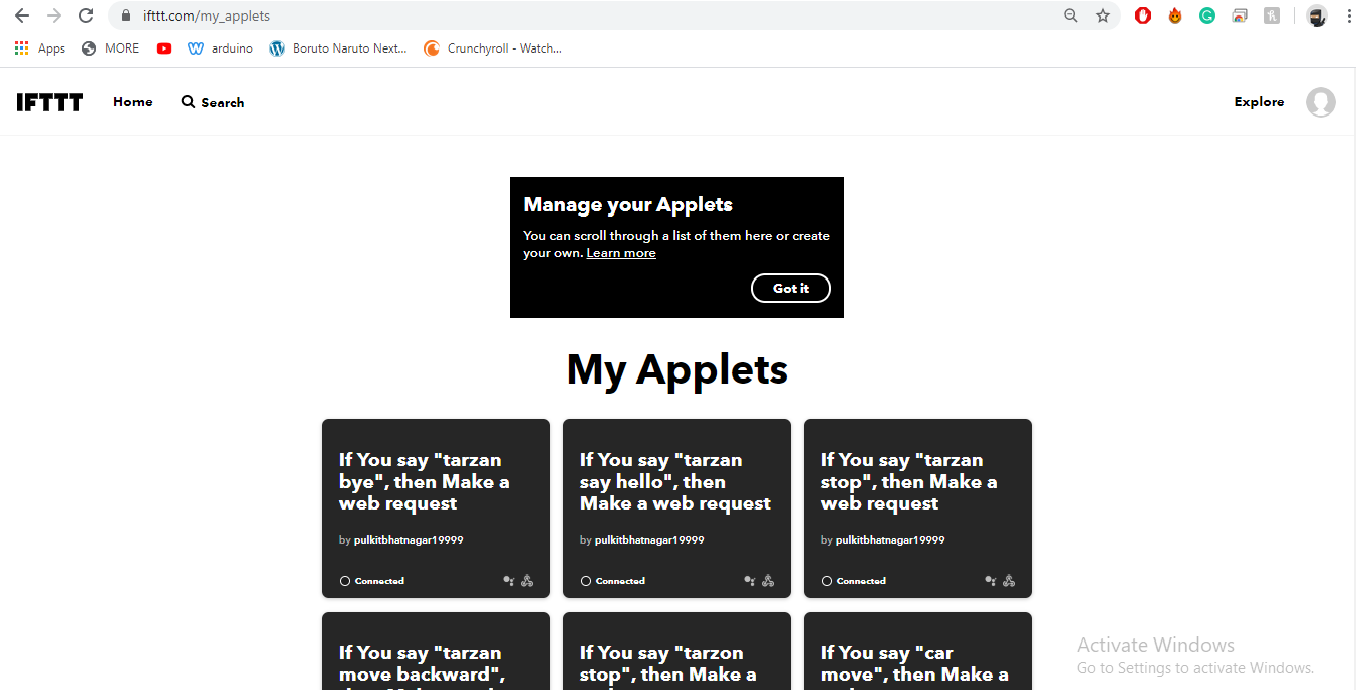 ifttt.com/my_applets
Apps MORE arduino Boruto Naruto Next... Crunchyroll - Watch...
IFTTT Home Search Explore
Manage your Applets
You can scroll through a list of them here or create
your own. Learn more
Got it
My Applets
If You say "tarzan
bye", then Make a
web request
by pulkitbhatnagar19999
Connected
If You say "tarzan
say hello", then
Make a web request
by pulkitbhatnagar19999
Connected
If You say "tarzan
stop", then Make a
web request
by pulkitbhatnagar19999
Connected
If You say "tarzan
move backward",
If You say "tarzon
stop", then Make a
If You say "car
move", then Make a
Activate Windows
Go to Settings to activate Windows.